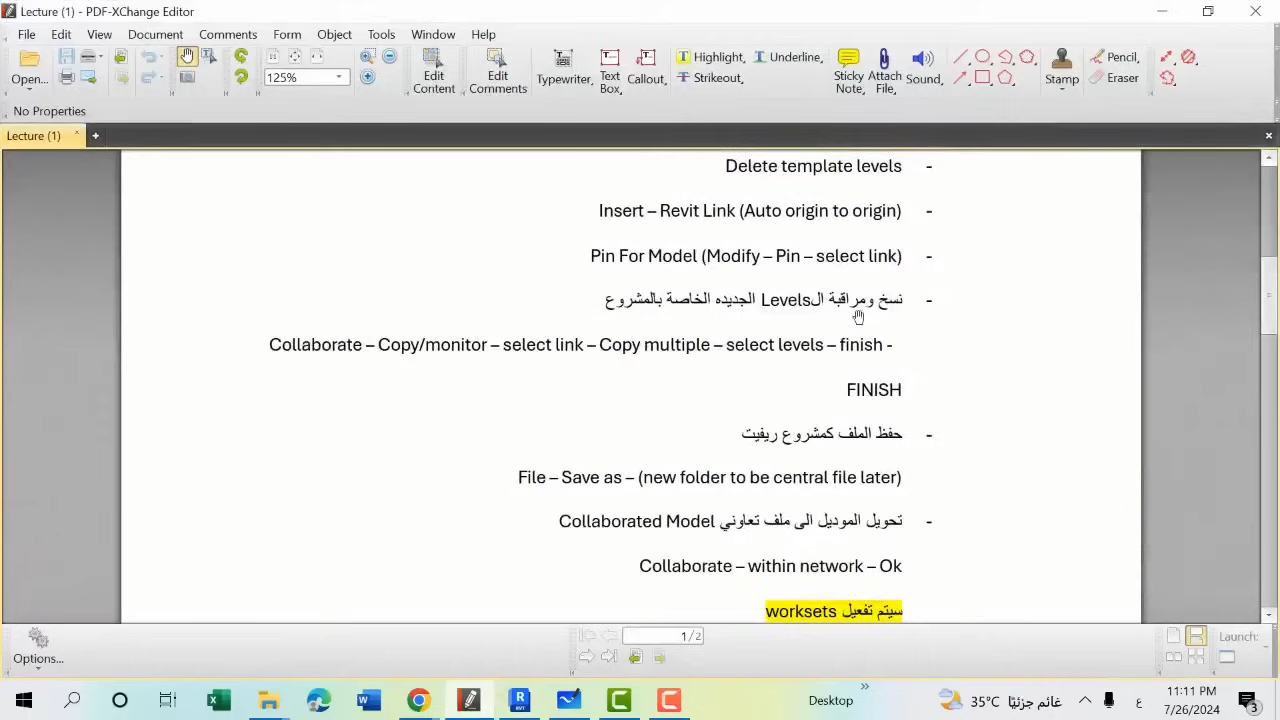 Lecture (1) - PDF-XChange Editor
File Edit View Document Comments Form Object Tools Window Help
Open...
125%
Edit Content
Edit Comments
Typewriter
Text Box
Callout
Highlight
Strikeout
Underline
Sticky Note
Attach File
Sound
Stamp
Pencil
Eraser
No Properties
Lecture (1)
Delete template levels -
Insert – Revit Link (Auto origin to origin) -
Pin For Model (Modify – Pin – select link) -
- نسخ ومراقبة الLevels الجديده الخاصة بالمشروع
Collaborate – Copy/monitor – select link – Copy multiple – select levels – finish -
FINISH
- حفظ الملف كمشروع ريفيت
File – Save as – (new folder to be central file later)
- تحويل الموديل الى ملف تعاوني Collaborated Model
Collaborate – within network – Ok
سيتم تفعيل worksets
Options...
1/2
Launch:
Desktop
35°C غائم جزئيًا
ع
11:11 PM
7/26/2024
3